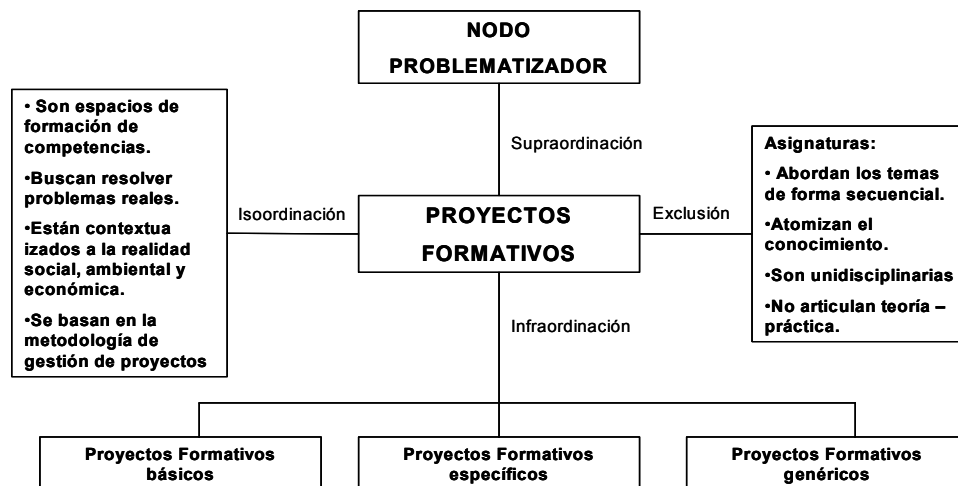 NODO
PROBLEMATIZADOR
• Son espacios de
formación de
competencias.
•Buscan resolver
problemas reales.
•Están contextua
izados a la realidad
social, ambiental y
económica.
•Se basan en la
metodología de
gestión de proyectos
Supraordinación
Isoordinación
PROYECTOS
FORMATIVOS
Exclusión
Asignaturas:
• Abordan los temas
de forma secuencial.
•Atomizan el
conocimiento.
•Son unidisciplinarias
•No articulan teoría –
práctica.
Infraordinación
Proyectos Formativos
básicos
Proyectos Formativos
específicos
Proyectos Formativos
genéricos